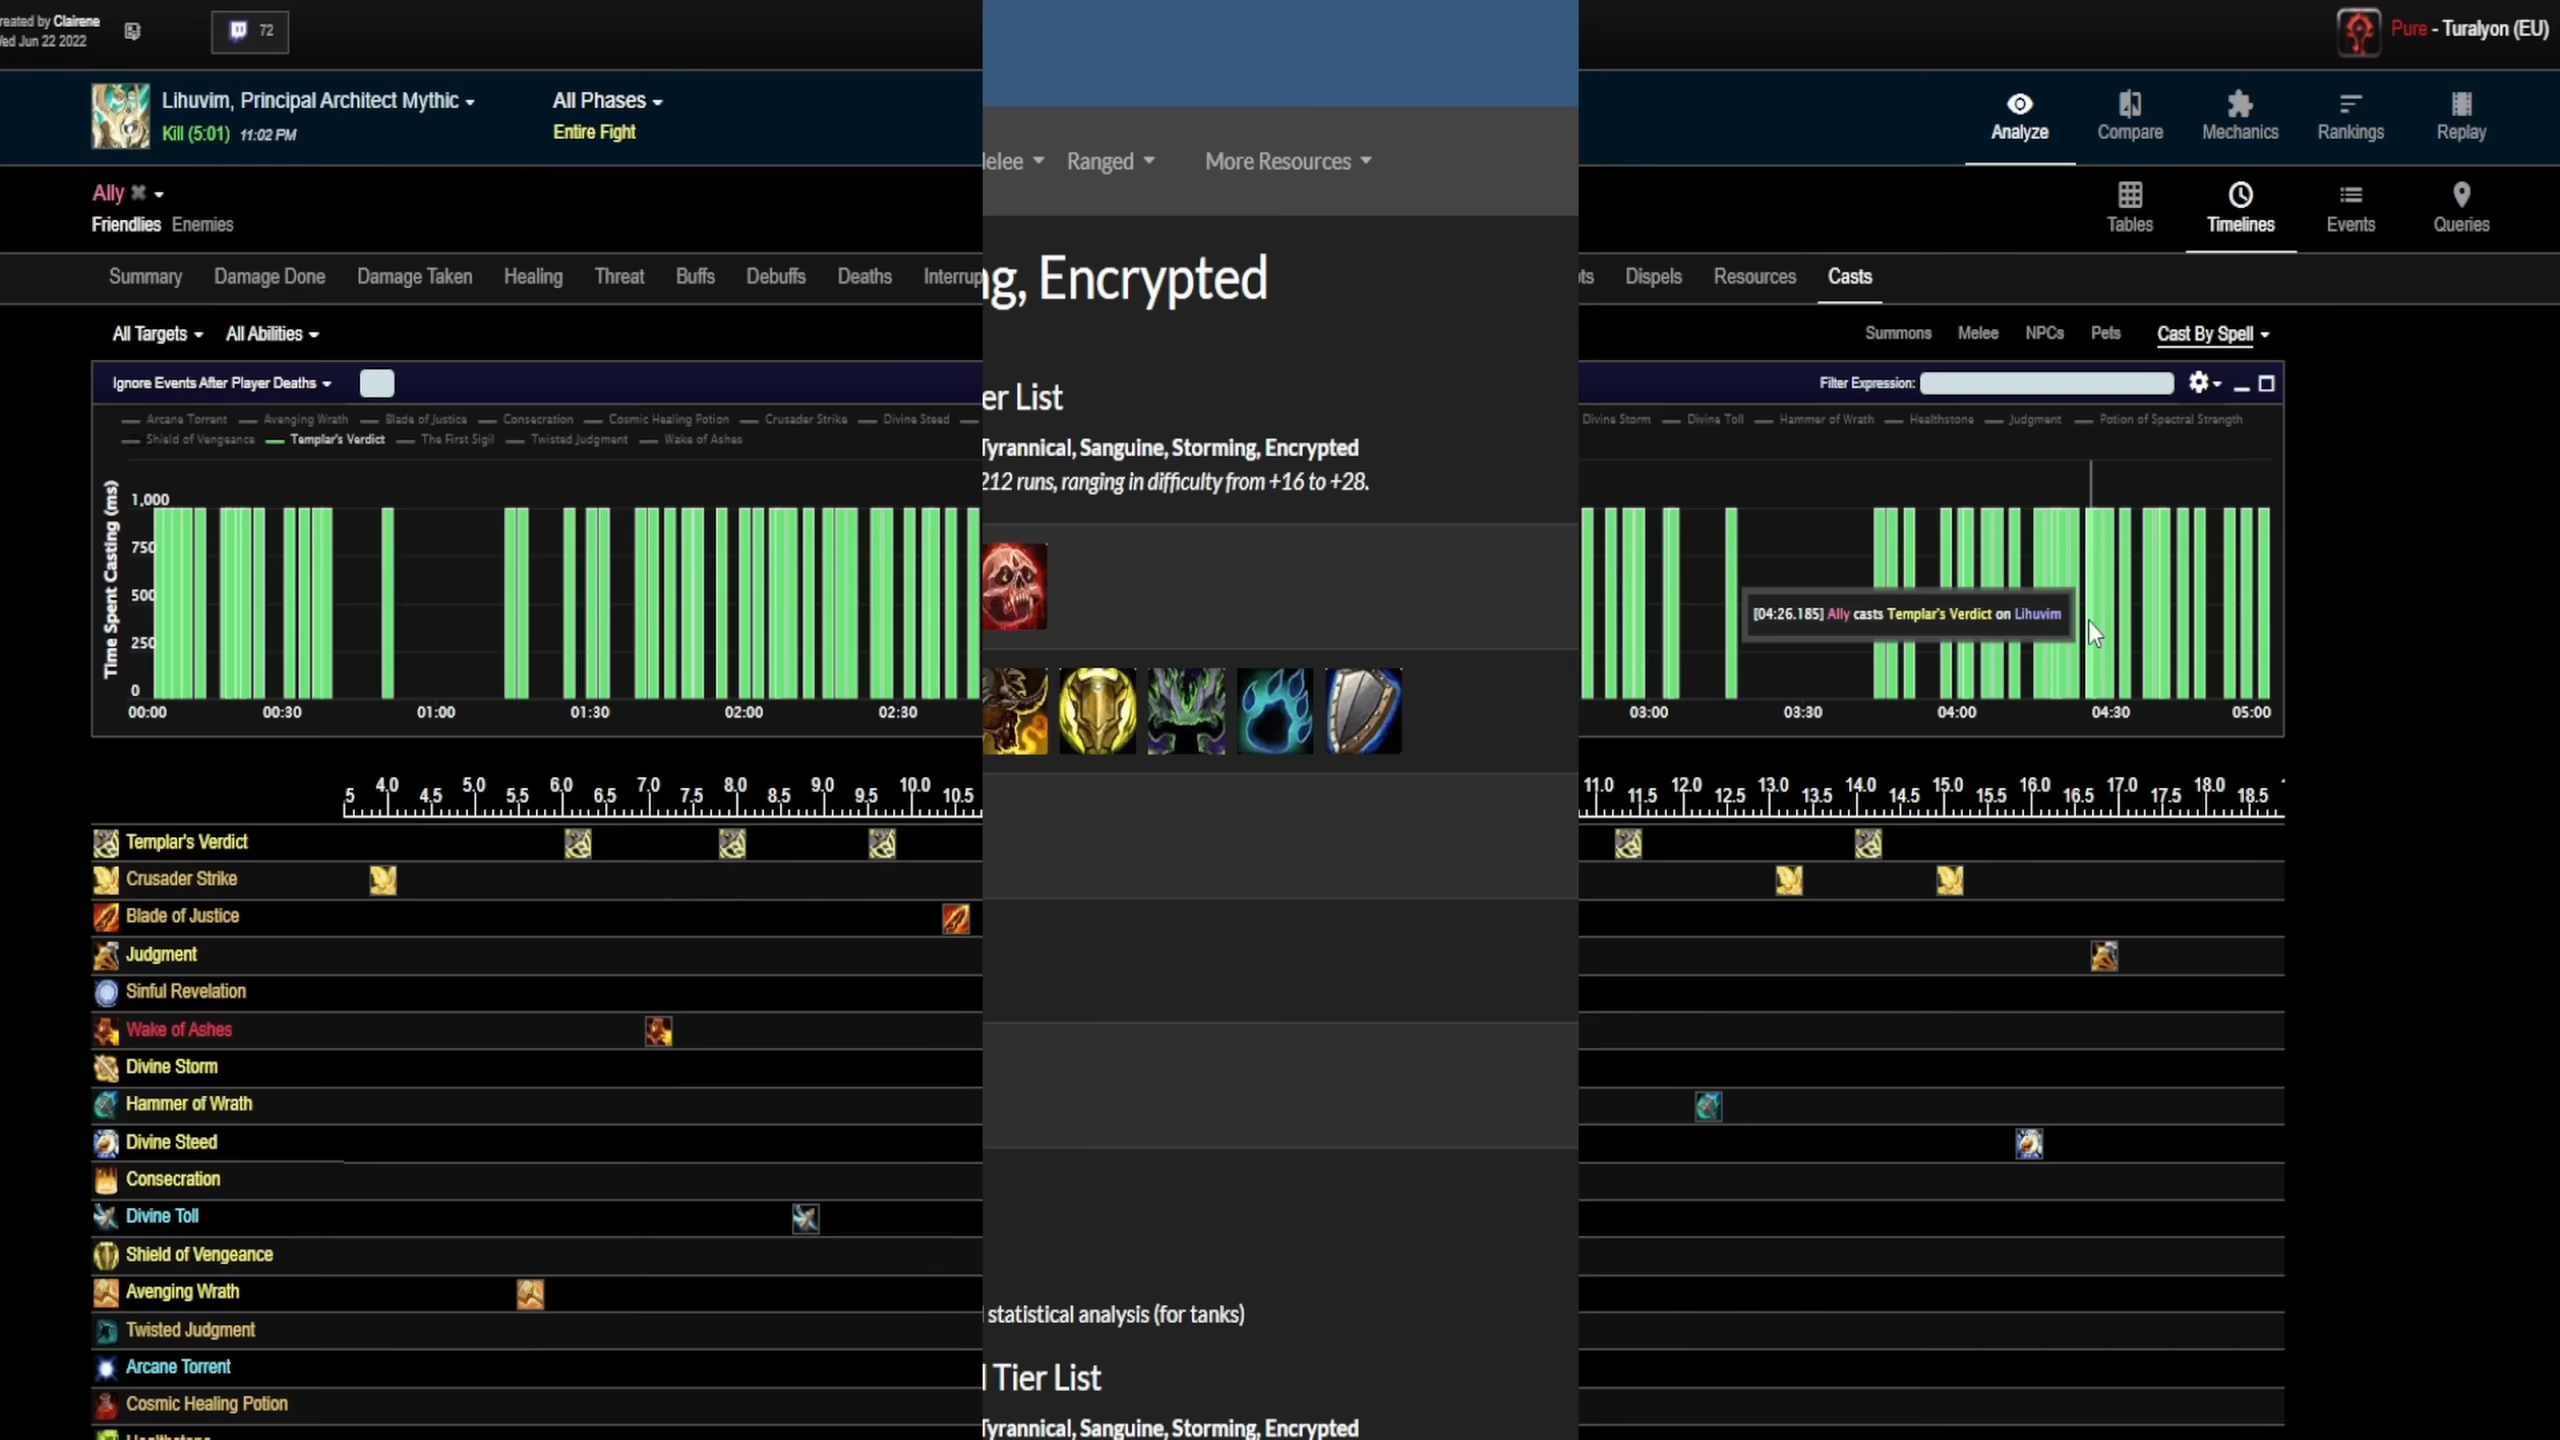 reated by Clairene
Wed Jun 22 2022
72
Pure - Turalyon (EU)
Lihuvim, Principal Architect Mythic
Kill (5:01) 11:02 PM
All Phases
Entire Fight
Analyze
Compare
Mechanics
Rankings
Replay
Ally
Friendlies Enemies
Tables
Timelines
Events
Queries
Summary
Damage Done
Damage Taken
Healing
Threat
Buffs
Debuffs
Deaths
Interrup
ts
Dispels
Resources
Casts
All Targets
All Abilities
Summons
Melee
NPCs
Pets
Cast By Spell
Ignore Events After Player Deaths
Filter Expression:
Arcane Torrent
Avenging Wrath
Blade of Justice
Consecration
Cosmic Healing Potion
Crusader Strike
Divine Steed
Divine Storm
Divine Toll
Hammer of Wrath
Healthstone
Judgment
Potion of Spectral Strength
Shield of Vengeance
Templar's Verdict
The First Sigil
Twisted Judgment
Wake of Ashes
Time Spent Casting (ms)
1,000
750
500
250
0
00:00
00:30
01:00
01:30
02:00
02:30
03:00
03:30
04:00
04:30
05:00
[04:26.185] Ally casts Templar's Verdict on Lihuvim
elee
Ranged
More Resources
ng, Encrypted
er List
Tyrannical, Sanguine, Storming, Encrypted
212 runs, ranging in difficulty from +16 to +28.
statistical analysis (for tanks)
Tier List
Tyrannical, Sanguine, Storming, Encrypted
5 4.0 4.5 5.0 5.5 6.0 6.5 7.0 7.5 8.0 8.5 9.0 9.5 10.0 10.5
11.0 11.5 12.0 12.5 13.0 13.5 14.0 14.5 15.0 15.5 16.0 16.5 17.0 17.5 18.0 18.5
Templar's Verdict
Crusader Strike
Blade of Justice
Judgment
Sinful Revelation
Wake of Ashes
Divine Storm
Hammer of Wrath
Divine Steed
Consecration
Divine Toll
Shield of Vengeance
Avenging Wrath
Twisted Judgment
Arcane Torrent
Cosmic Healing Potion
Healthstone